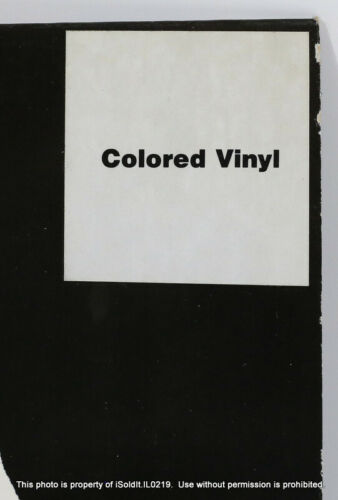 Colored Vinyl
This photo is property of iSoldIt.IL0219. Use without permission is prohibited